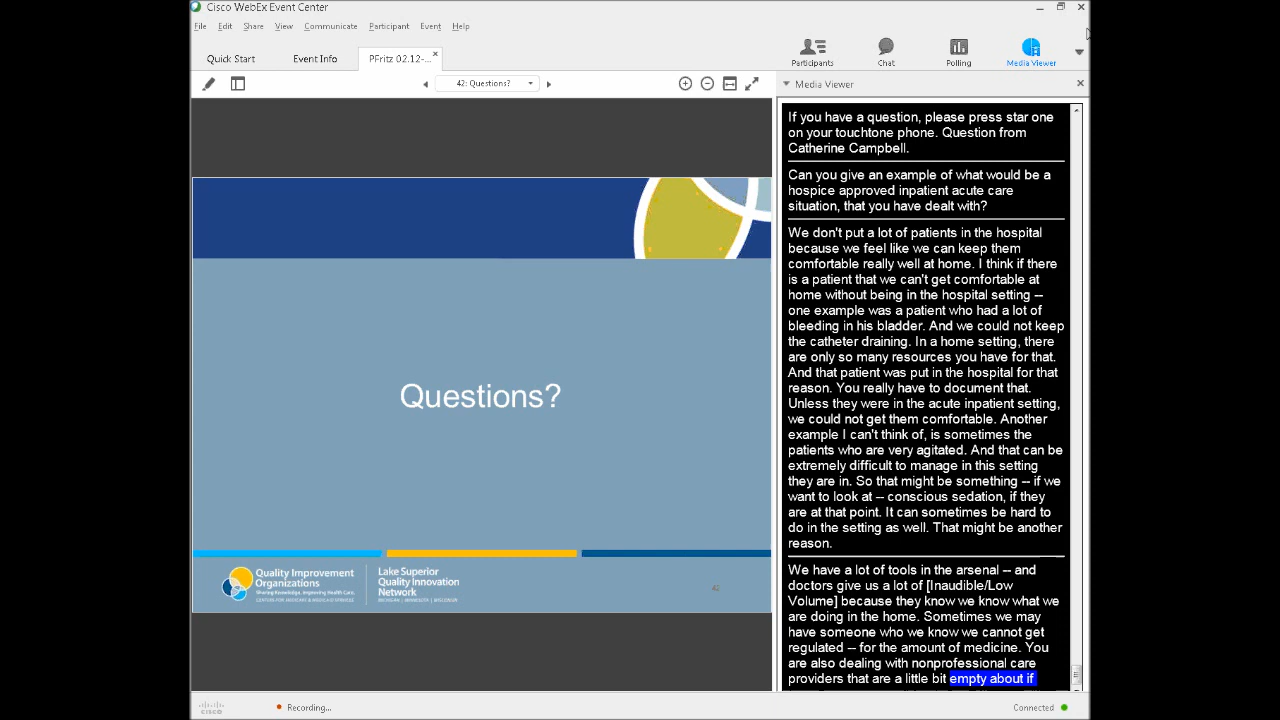 Cisco WebEx Event Center
File Edit Share View Communicate Participant Event Help
Quick Start Event Info PFritz 02.12-...
Participants Chat Polling Media Viewer
42: Questions?
Media Viewer
If you have a question, please press star one
on your touchtone phone. Question from
Catherine Campbell.
Can you give an example of what would be a
hospice approved inpatient acute care
situation, that you have dealt with?
We don't put a lot of patients in the hospital
because we feel like we can keep them
comfortable really well at home. I think if there
is a patient that we can't get comfortable at
home without being in the hospital setting --
one example was a patient who had a lot of
bleeding in his bladder. And we could not keep
the catheter draining. In a home setting, there
are only so many resources you have for that.
And that patient was put in the hospital for that
reason. You really have to document that.
Unless they were in the acute inpatient setting,
we could not get them comfortable. Another
example I can't think of, is sometimes the
patients who are very agitated. And that can be
extremely difficult to manage in this setting
they are in. So that might be something -- if we
want to look at -- conscious sedation, if they
are at that point. It can sometimes be hard to
do in the setting as well. That might be another
reason.
We have a lot of tools in the arsenal -- and
doctors give us a lot of [Inaudible/Low
Volume] because they know we know what we
are doing in the home. Sometimes we may
have someone who we know we cannot get
regulated -- for the amount of medicine. You
are also dealing with nonprofessional care
providers that are a little bit empty about if
Questions?
Quality Improvement
Organizations
Sharing Knowledge. Improving Health Care.
CENTERS FOR MEDICARE & MEDICAID SERVICES
Lake Superior
Quality Innovation
Network
MICHIGAN | MINNESOTA | WISCONSIN
42
cisco
Recording...
Connected